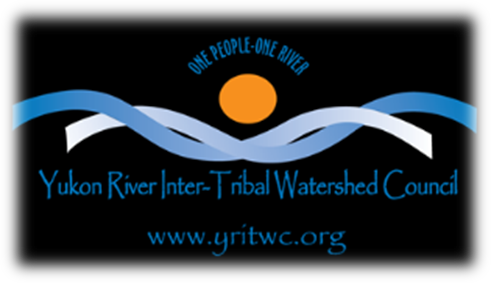 ONE PEOPLE-ONE RIVER
Yukon River Inter-Tribal Watershed Council
www.yritwc.org